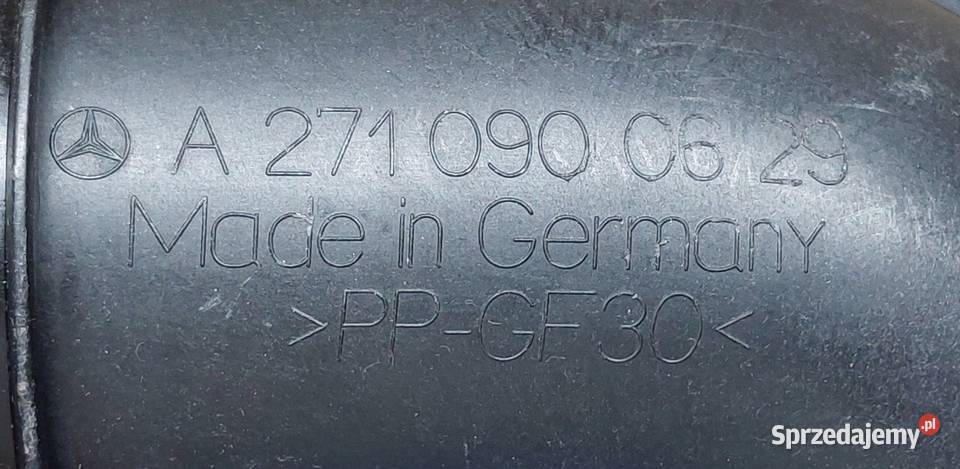 A 271 090 06 29
Made in Germany
>PP-GF30<
Sprzedajemy.pl